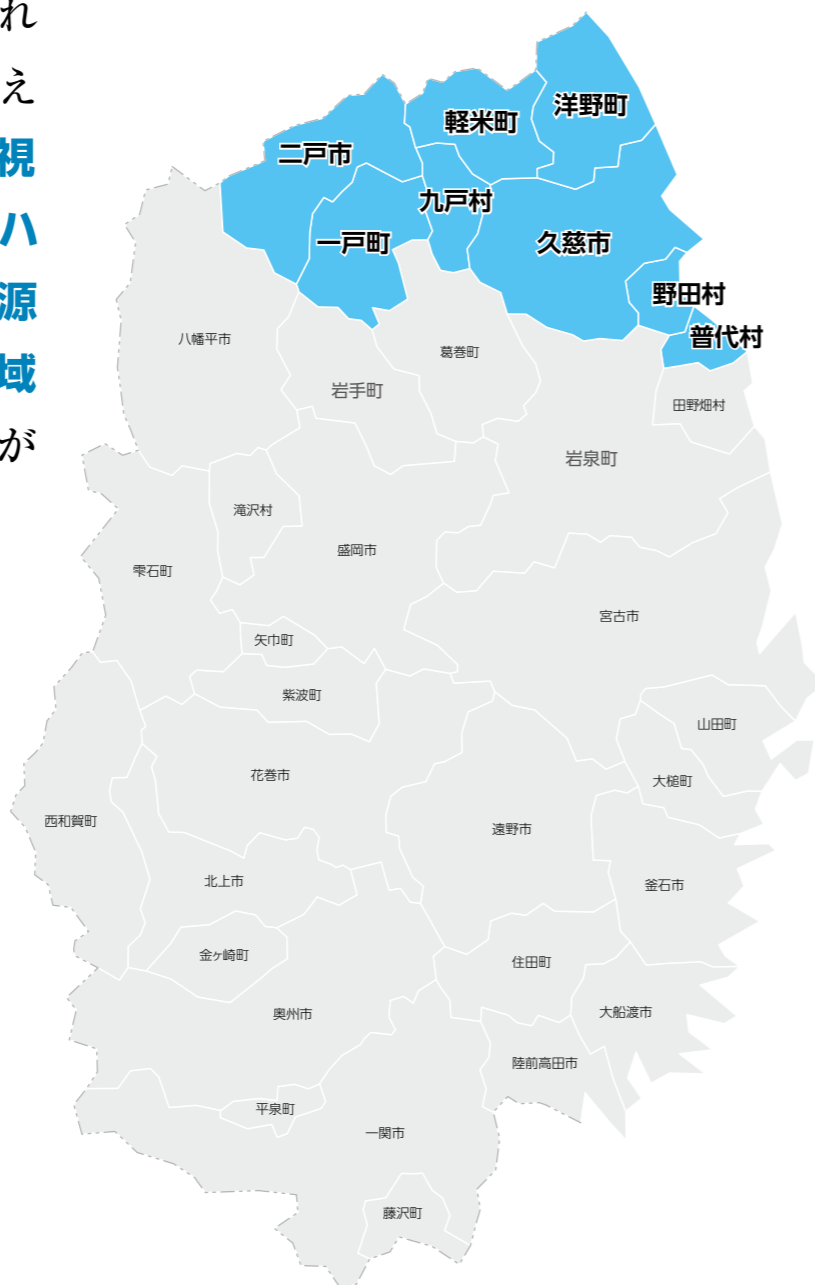 れ
え
視
ハ
源
域
が
洋野町
軽米町
二戸市
九戸村
一戸町
久慈市
野田村
普代村
八幡平市
葛巻町
岩手町
田野畑村
岩泉町
滝沢村
盛岡市
雫石町
宮古市
矢巾町
紫波町
山田町
花巻市
大槌町
西和賀町
遠野市
北上市
釜石市
金ヶ崎町
住田町
奥州市
大船渡市
陸前高田市
平泉町
一関市
藤沢町